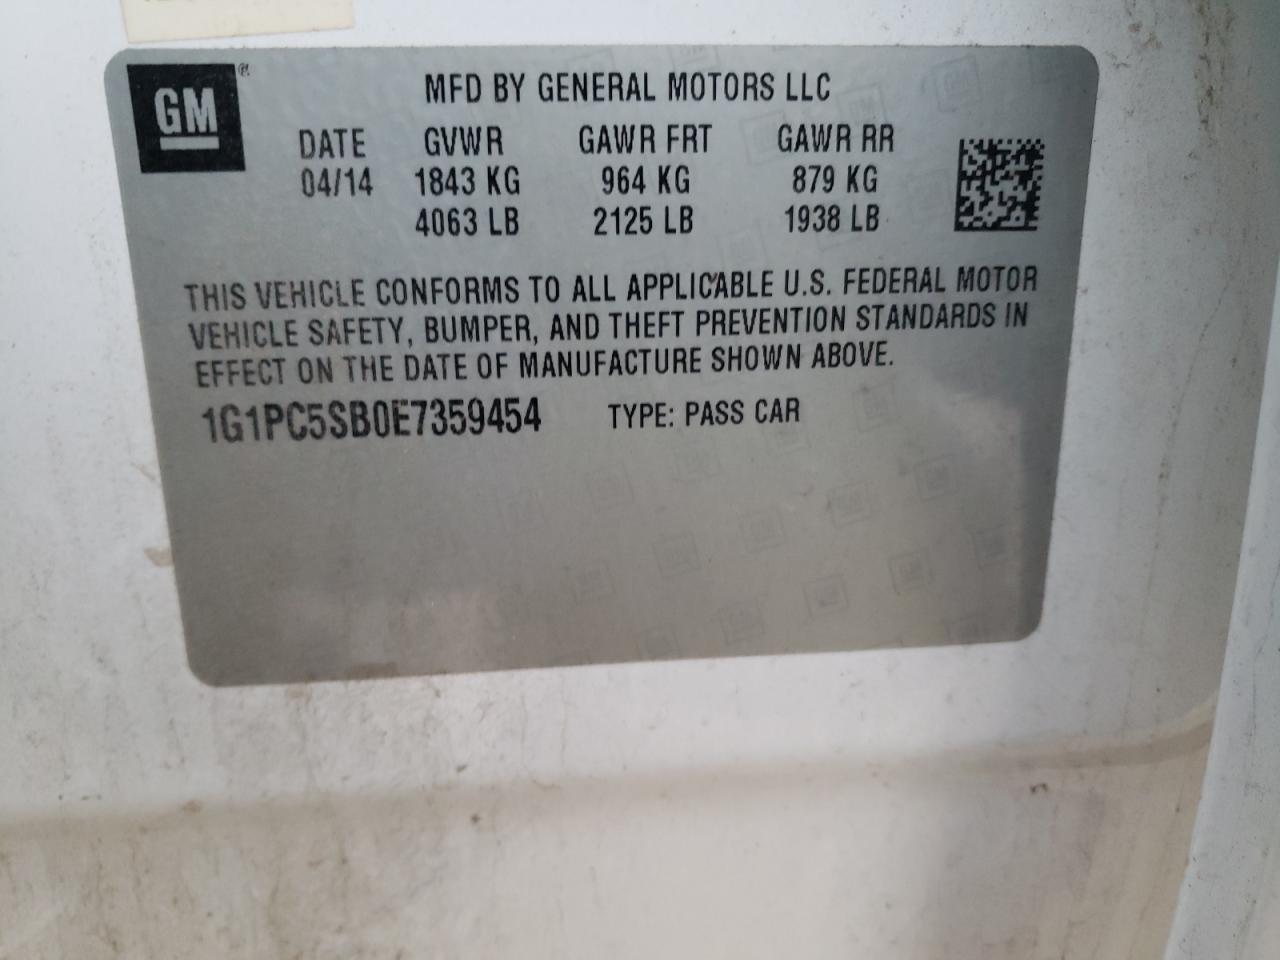 GM
MFD BY GENERAL MOTORS LLC
DATE GVWR GAWR FRT GAWR RR
04/14 1843 KG 964 KG 879 KG
4063 LB 2125 LB 1938 LB
THIS VEHICLE CONFORMS TO ALL APPLICABLE U.S. FEDERAL MOTOR
VEHICLE SAFETY, BUMPER, AND THEFT PREVENTION STANDARDS IN
EFFECT ON THE DATE OF MANUFACTURE SHOWN ABOVE.
1G1PC5SB0E7359454 TYPE: PASS CAR